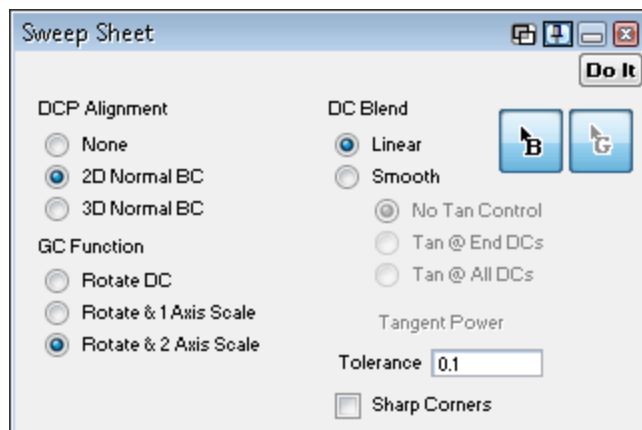 Sweep Sheet
Do It
DCP Alignment
None
2D Normal BC
3D Normal BC
GC Function
Rotate DC
Rotate & 1 Axis Scale
Rotate & 2 Axis Scale
DC Blend
Linear
Smooth
No Tan Control
Tan @ End DCs
Tan @ All DCs
Tangent Power
Tolerance 0.1
Sharp Corners
B
G